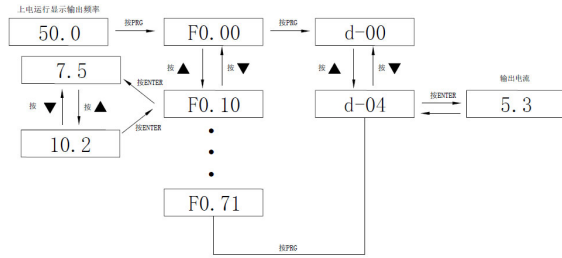 上电运行显示输出频率
50.0
按PRG
F0.00
按PRG
d-00
按
按
按
按
7.5
按ENTER
F0.10
d-04
按ENTER
输出电流
5.3
按
按
10.2
按ENTER
F0.71
按PRG